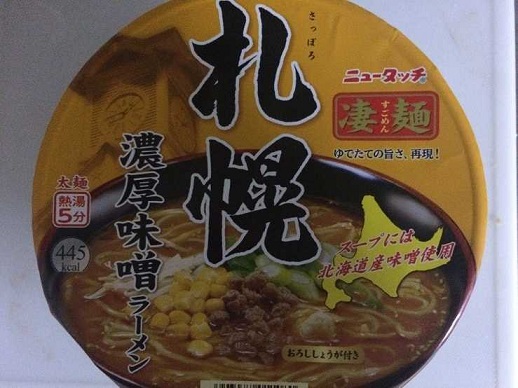 さっぽろ
札幌
濃厚味噌ラーメン
ニュータッチ
凄麺
すごめん
ゆでたての旨さ、再現！
太麺
熱湯
5分
445
kcal
スープには
北海道産味噌使用
おろししょうが付き